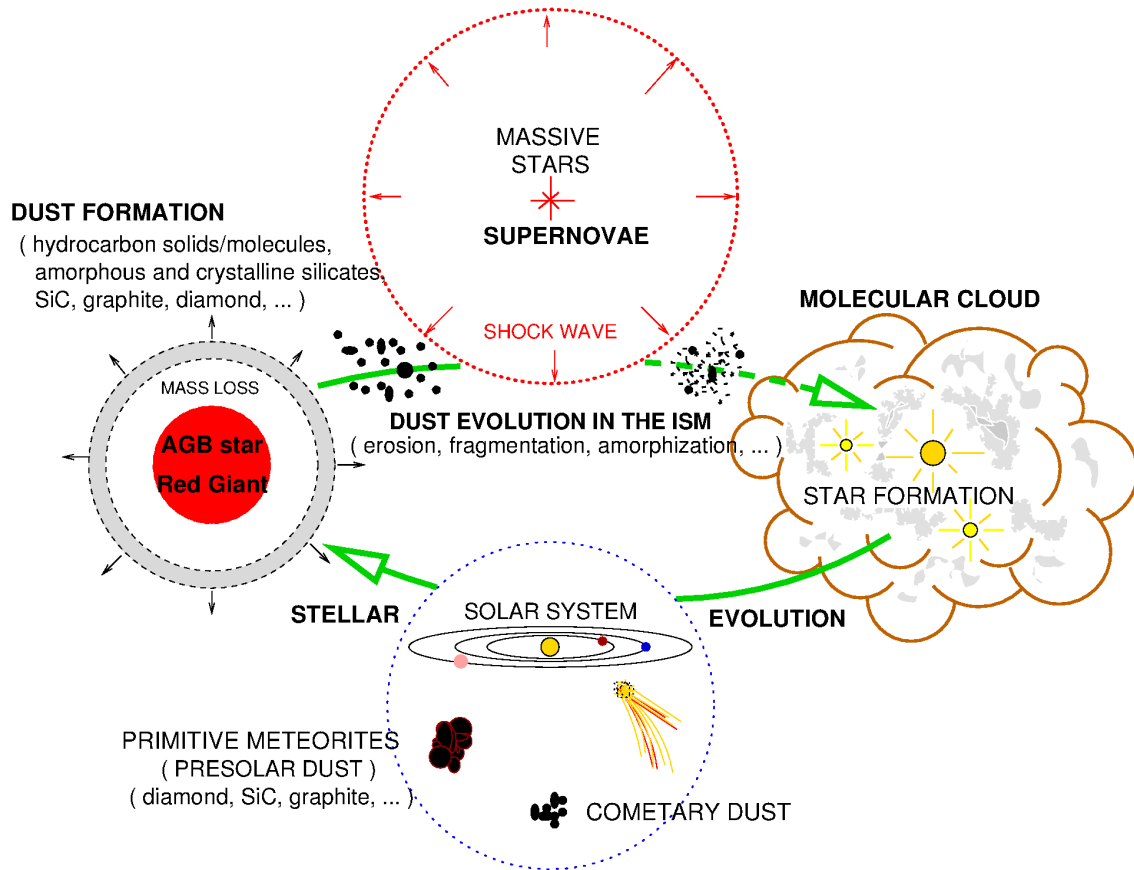 MASSIVE
STARS
SUPERNOVAE
SHOCK WAVE
DUST FORMATION
( hydrocarbon solids/molecules,
amorphous and crystalline silicates,
SiC, graphite, diamond, ... )
MASS LOSS
AGB star
Red Giant
DUST EVOLUTION IN THE ISM
( erosion, fragmentation, amorphization, ... )
MOLECULAR CLOUD
STAR FORMATION
STELLAR
EVOLUTION
SOLAR SYSTEM
PRIMITIVE METEORITES
( PRESOLAR DUST )
( diamond, SiC, graphite, ... )
COMETARY DUST